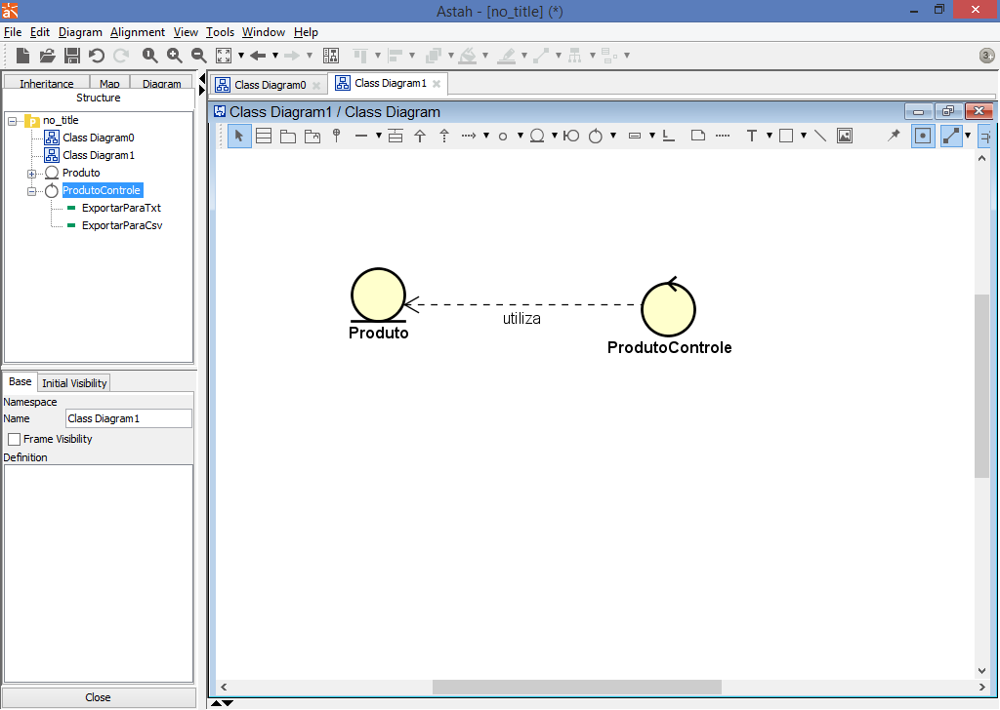 Astah - [no_title] (*)
File Edit Diagram Alignment View Tools Window Help
3
Inheritance Map Diagram
Structure
no_title
Class Diagram0
Class Diagram1
Produto
ProdutoControle
ExportarParaTxt
ExportarParaCsv
Base Initial Visibility
Namespace
Name Class Diagram1
Frame Visibility
Definition
Close
Class Diagram0 Class Diagram1
Class Diagram1 / Class Diagram
T
utiliza
Produto
ProdutoControle